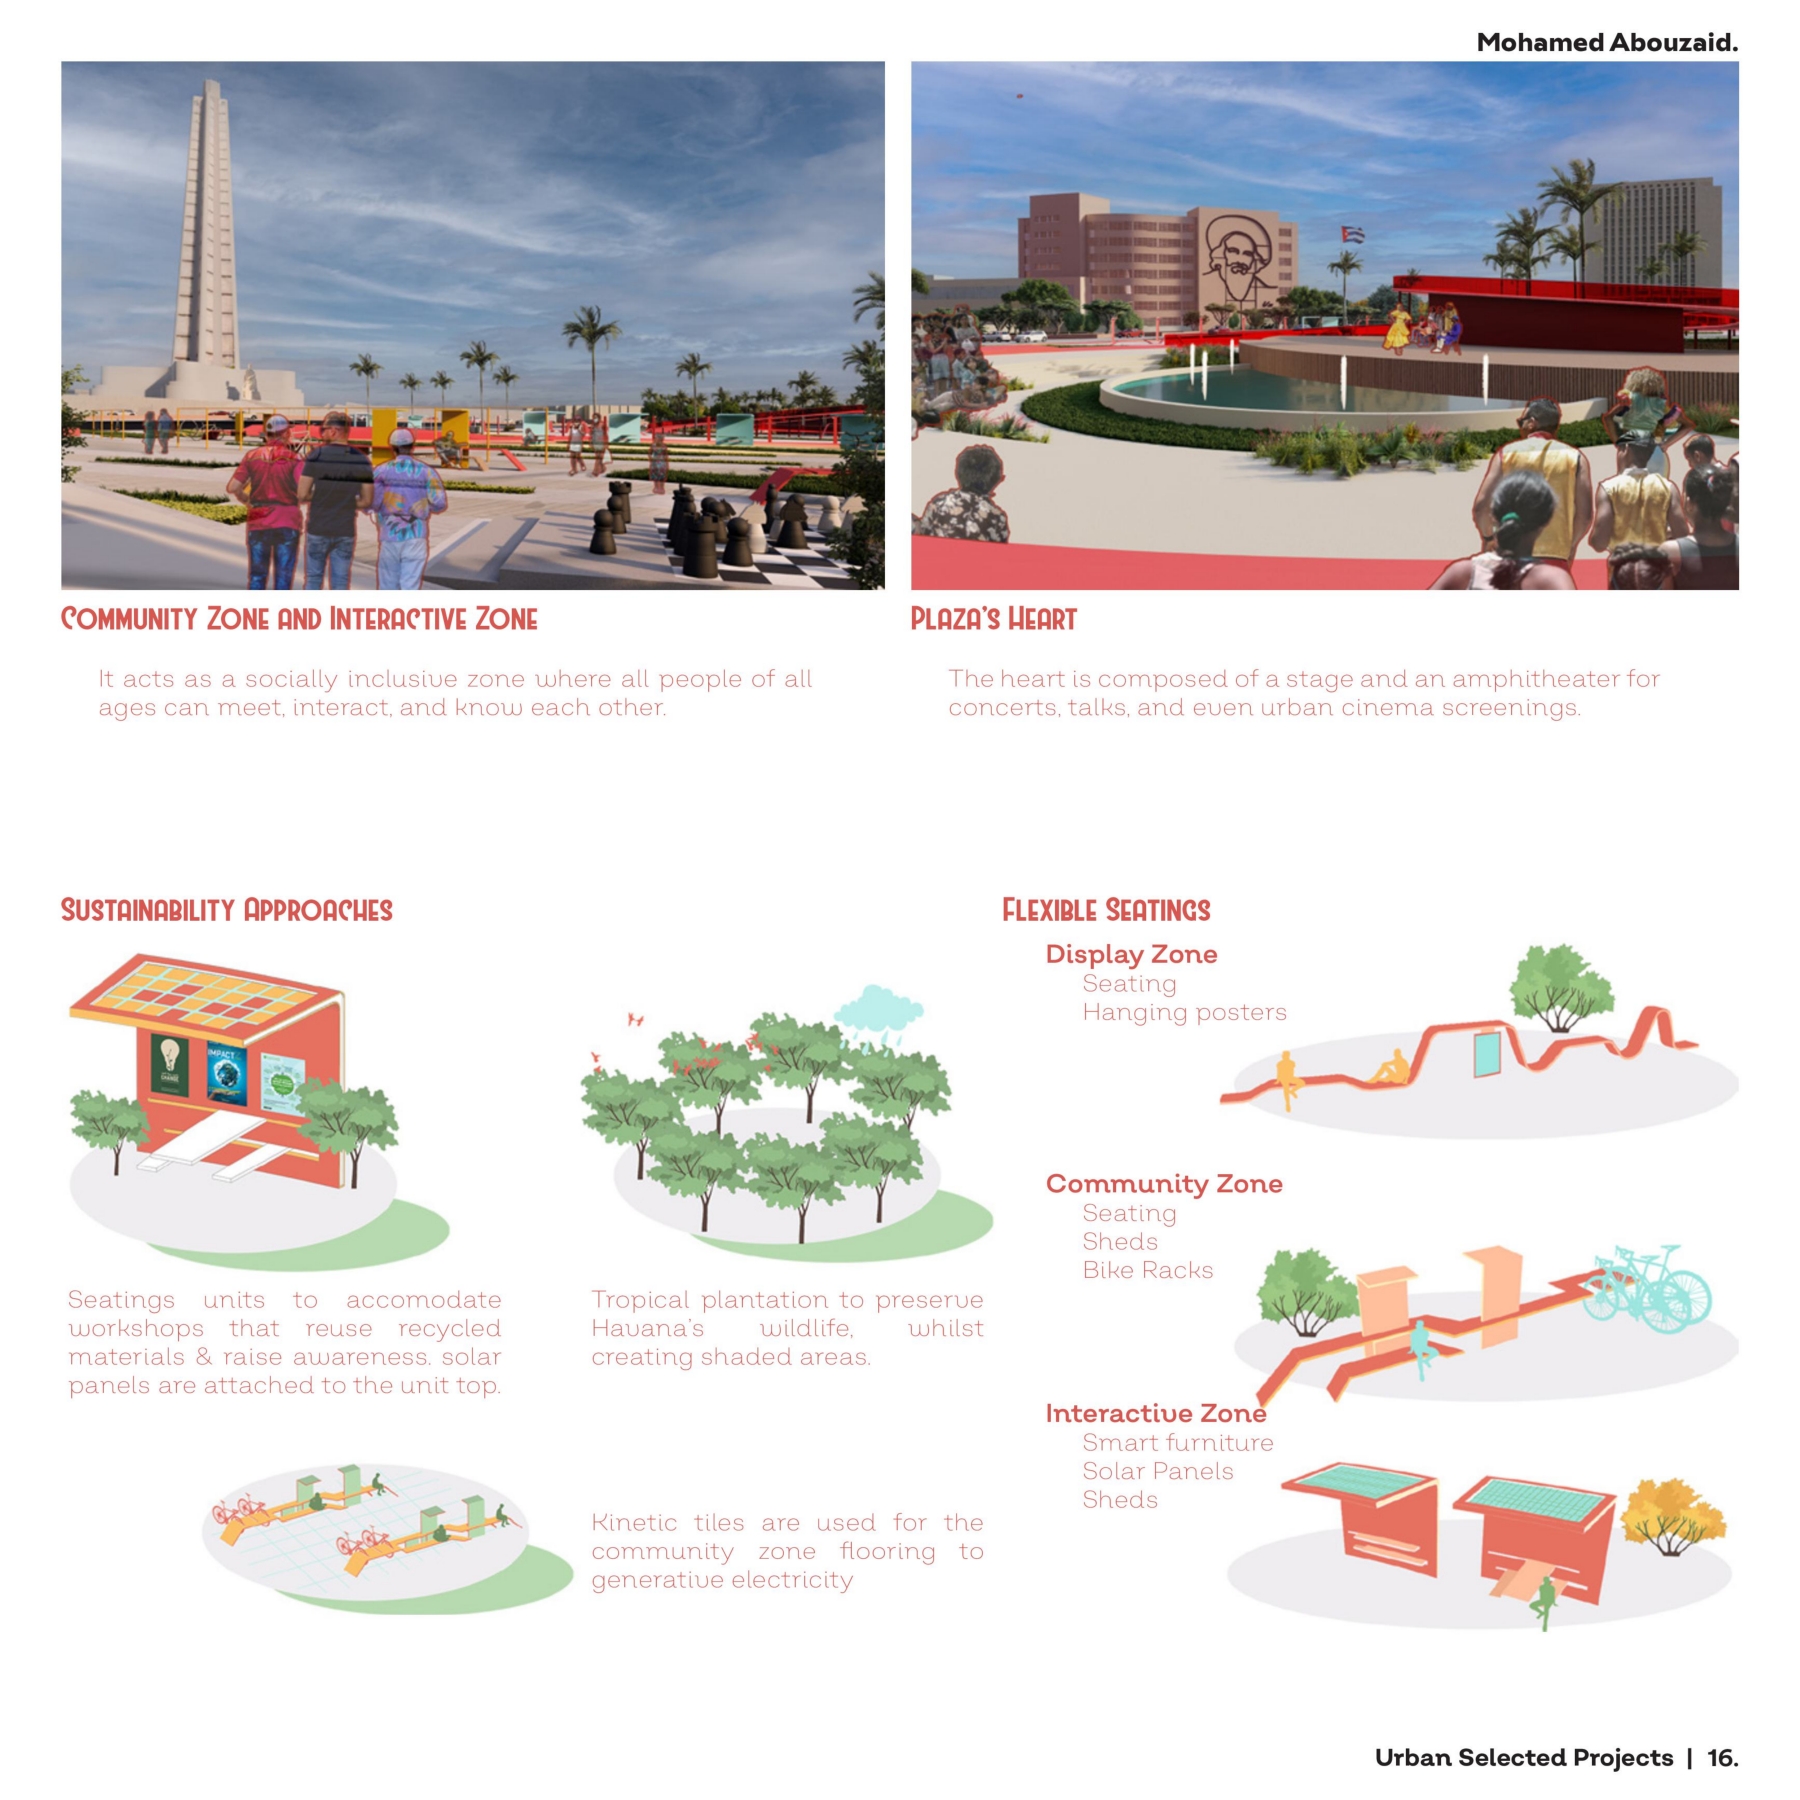 Mohamed Abouzaid.
Community Zone and Interactive Zone
It acts as a socially inclusive zone where all people of all
ages can meet, interact, and know each other.
Plaza's Heart
The heart is composed of a stage and an amphitheater for
concerts, talks, and even urban cinema screenings.
Sustainability Approaches
IMPACT
CHANGE
Seatings units to accomodate
workshops that reuse recycled
materials & raise awareness. solar
panels are attached to the unit top.
Tropical plantation to preserve
Havana's wildlife, whilst
creating shaded areas.
Kinetic tiles are used for the
community zone flooring to
generative electricity
Flexible Seatings
Display Zone
Seating
Hanging posters
Community Zone
Seating
Sheds
Bike Racks
Interactive Zone
Smart furniture
Solar Panels
Sheds
Urban Selected Projects | 16.